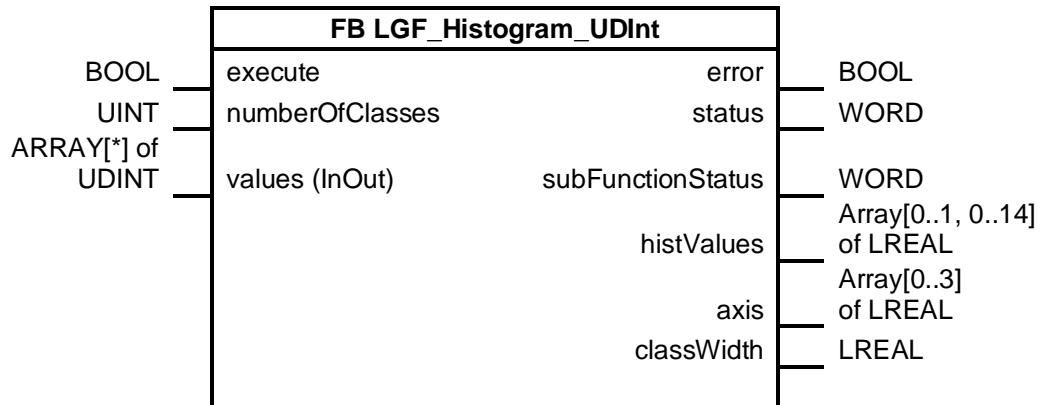 FB LGF_Histogram_UDInt
BOOL execute error BOOL
UINT numberOfClasses status WORD
ARRAY[*] of
UDINT values (InOut) subFunctionStatus WORD
Array[0..1, 0..14]
histValues of LREAL
Array[0..3]
axis of LREAL
classWidth LREAL